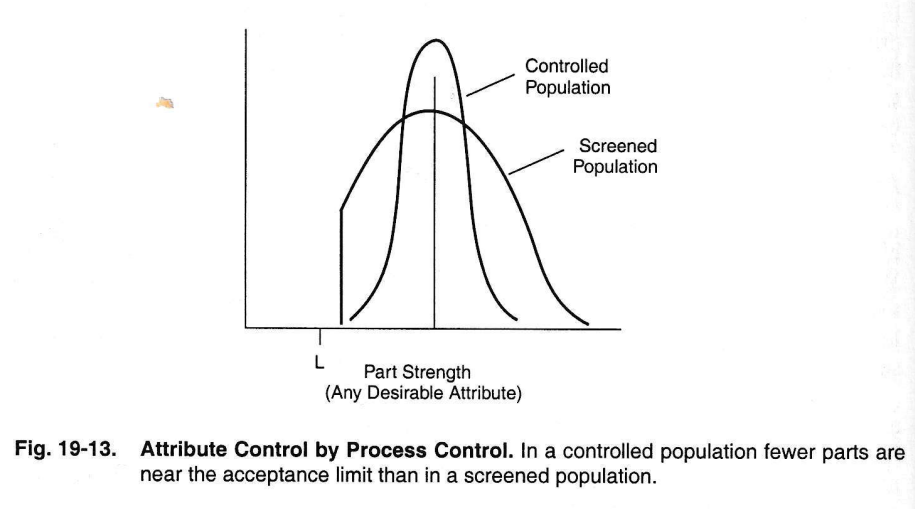 Controlled
Population
Screened
Population
L
Part Strength
(Any Desirable Attribute)
Fig. 19-13. Attribute Control by Process Control. In a controlled population fewer parts are
near the acceptance limit than in a screened population.